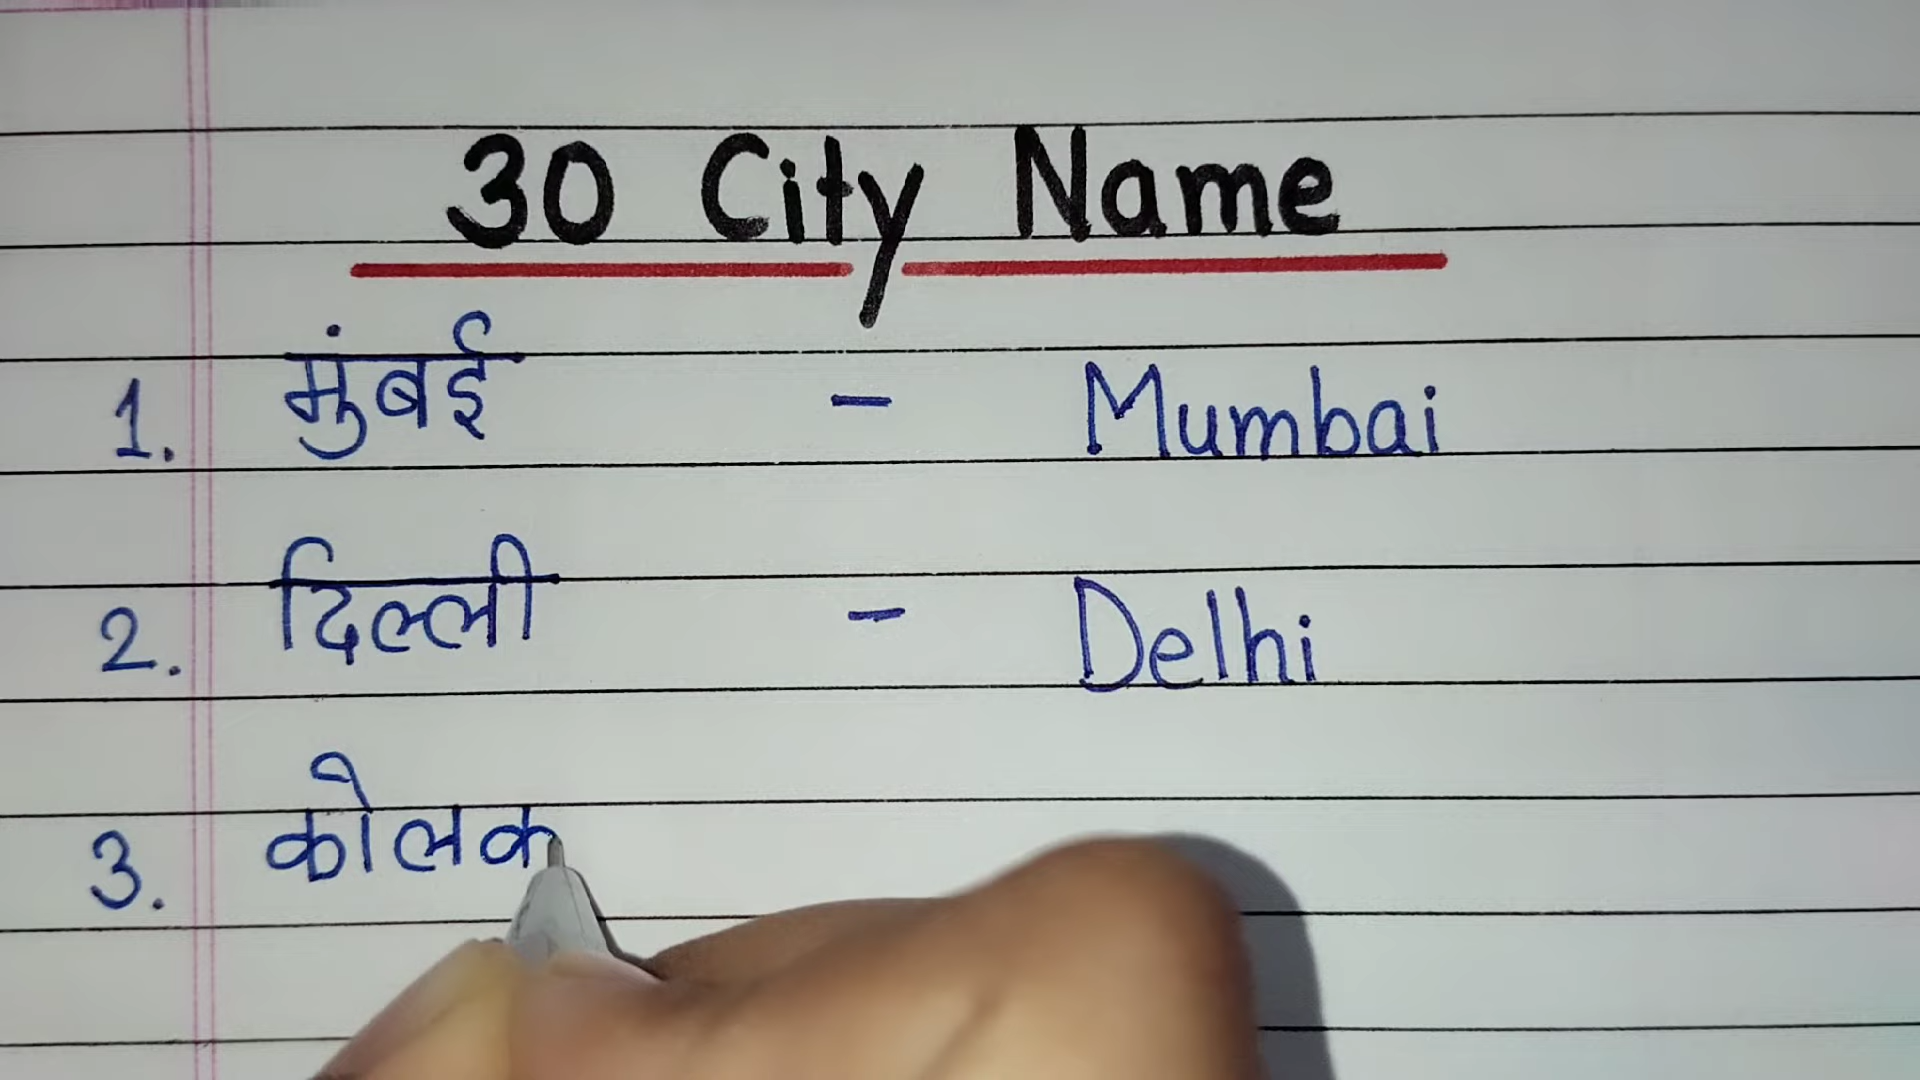 30 City Name
1. मुंबई - Mumbai
2. दिल्ली - Delhi
3. कोलक